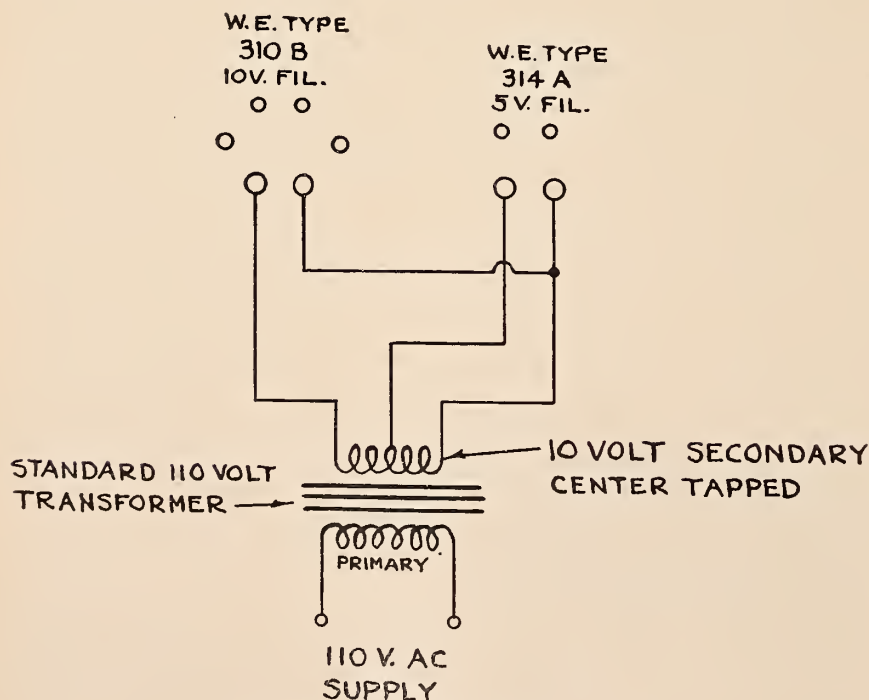 W.E. TYPE
310 B
10V. FIL.
W.E. TYPE
314 A
5V. FIL.
10 VOLT SECONDARY
CENTER TAPPED
STANDARD 110 VOLT
TRANSFORMER
PRIMARY
110 V. AC
SUPPLY